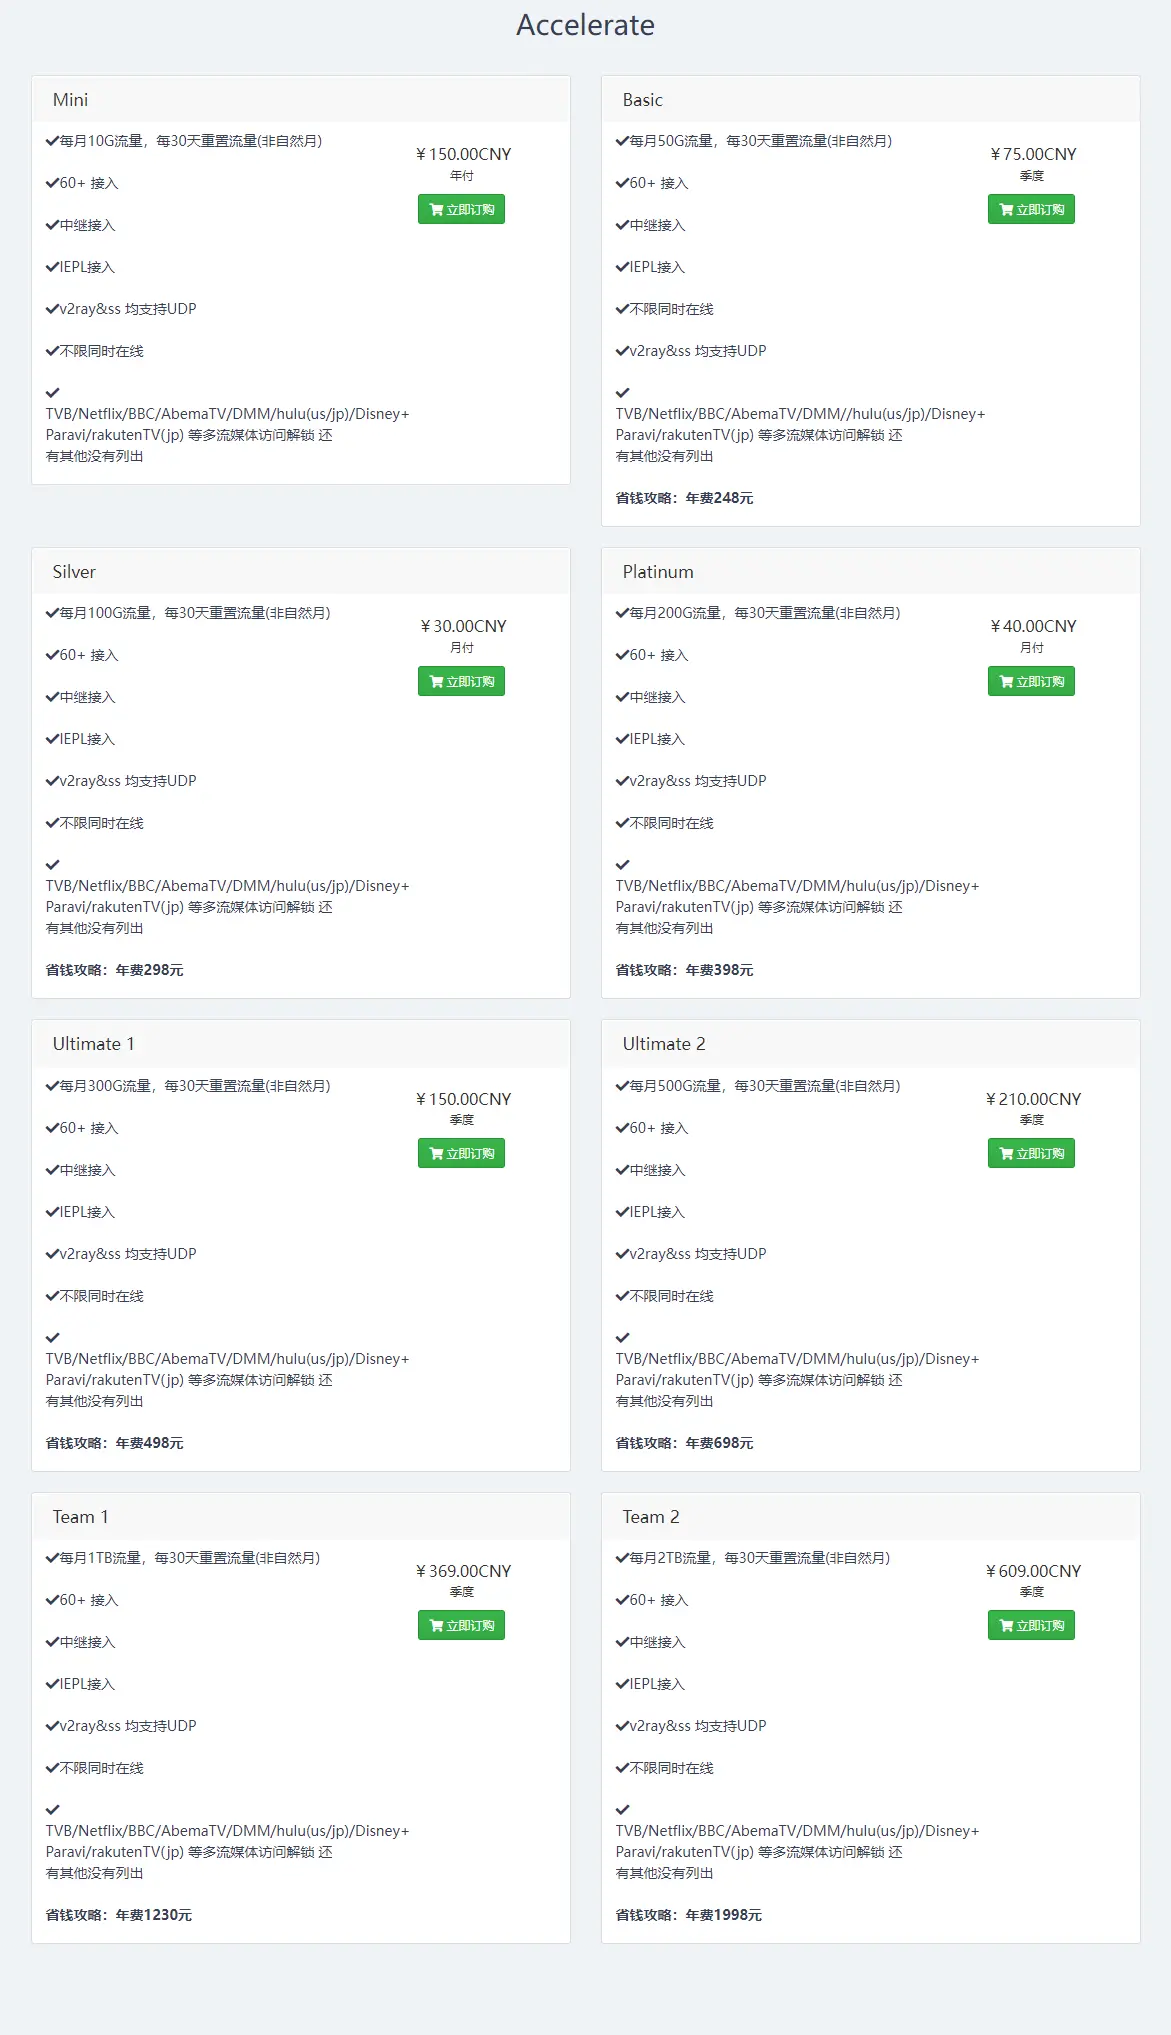 Accelerate
Mini
每月10G流量，每30天重置流量(非自然月)
60+ 接入
中继接入
IEPL接入
v2ray&ss 均支持UDP
不限同时在线
TVB/Netflix/BBC/AbemaTV/DMM/hulu(us/jp)/Disney+
Paravi/rakutenTV(jp) 等多流媒体访问解锁 还
有其他没有列出
¥150.00CNY
年付
立即订购
Basic
每月50G流量，每30天重置流量(非自然月)
60+ 接入
中继接入
IEPL接入
不限同时在线
v2ray&ss 均支持UDP
TVB/Netflix/BBC/AbemaTV/DMM//hulu(us/jp)/Disney+
Paravi/rakutenTV(jp) 等多流媒体访问解锁 还
有其他没有列出
省钱攻略：年费248元
¥75.00CNY
季度
立即订购
Silver
每月100G流量，每30天重置流量(非自然月)
60+ 接入
中继接入
IEPL接入
v2ray&ss 均支持UDP
不限同时在线
TVB/Netflix/BBC/AbemaTV/DMM/hulu(us/jp)/Disney+
Paravi/rakutenTV(jp) 等多流媒体访问解锁 还
有其他没有列出
省钱攻略：年费298元
¥30.00CNY
月付
立即订购
Platinum
每月200G流量，每30天重置流量(非自然月)
60+ 接入
中继接入
IEPL接入
v2ray&ss 均支持UDP
不限同时在线
TVB/Netflix/BBC/AbemaTV/DMM/hulu(us/jp)/Disney+
Paravi/rakutenTV(jp) 等多流媒体访问解锁 还
有其他没有列出
省钱攻略：年费398元
¥40.00CNY
月付
立即订购
Ultimate 1
每月300G流量，每30天重置流量(非自然月)
60+ 接入
中继接入
IEPL接入
v2ray&ss 均支持UDP
不限同时在线
TVB/Netflix/BBC/AbemaTV/DMM/hulu(us/jp)/Disney+
Paravi/rakutenTV(jp) 等多流媒体访问解锁 还
有其他没有列出
省钱攻略：年费498元
¥150.00CNY
季度
立即订购
Ultimate 2
每月500G流量，每30天重置流量(非自然月)
60+ 接入
中继接入
IEPL接入
v2ray&ss 均支持UDP
不限同时在线
TVB/Netflix/BBC/AbemaTV/DMM/hulu(us/jp)/Disney+
Paravi/rakutenTV(jp) 等多流媒体访问解锁 还
有其他没有列出
省钱攻略：年费698元
¥210.00CNY
季度
立即订购
Team 1
每月1TB流量，每30天重置流量(非自然月)
60+ 接入
中继接入
IEPL接入
v2ray&ss 均支持UDP
不限同时在线
TVB/Netflix/BBC/AbemaTV/DMM/hulu(us/jp)/Disney+
Paravi/rakutenTV(jp) 等多流媒体访问解锁 还
有其他没有列出
省钱攻略：年费1230元
¥369.00CNY
季度
立即订购
Team 2
每月2TB流量，每30天重置流量(非自然月)
60+ 接入
中继接入
IEPL接入
v2ray&ss 均支持UDP
不限同时在线
TVB/Netflix/BBC/AbemaTV/DMM/hulu(us/jp)/Disney+
Paravi/rakutenTV(jp) 等多流媒体访问解锁 还
有其他没有列出
省钱攻略：年费1998元
¥609.00CNY
季度
立即订购